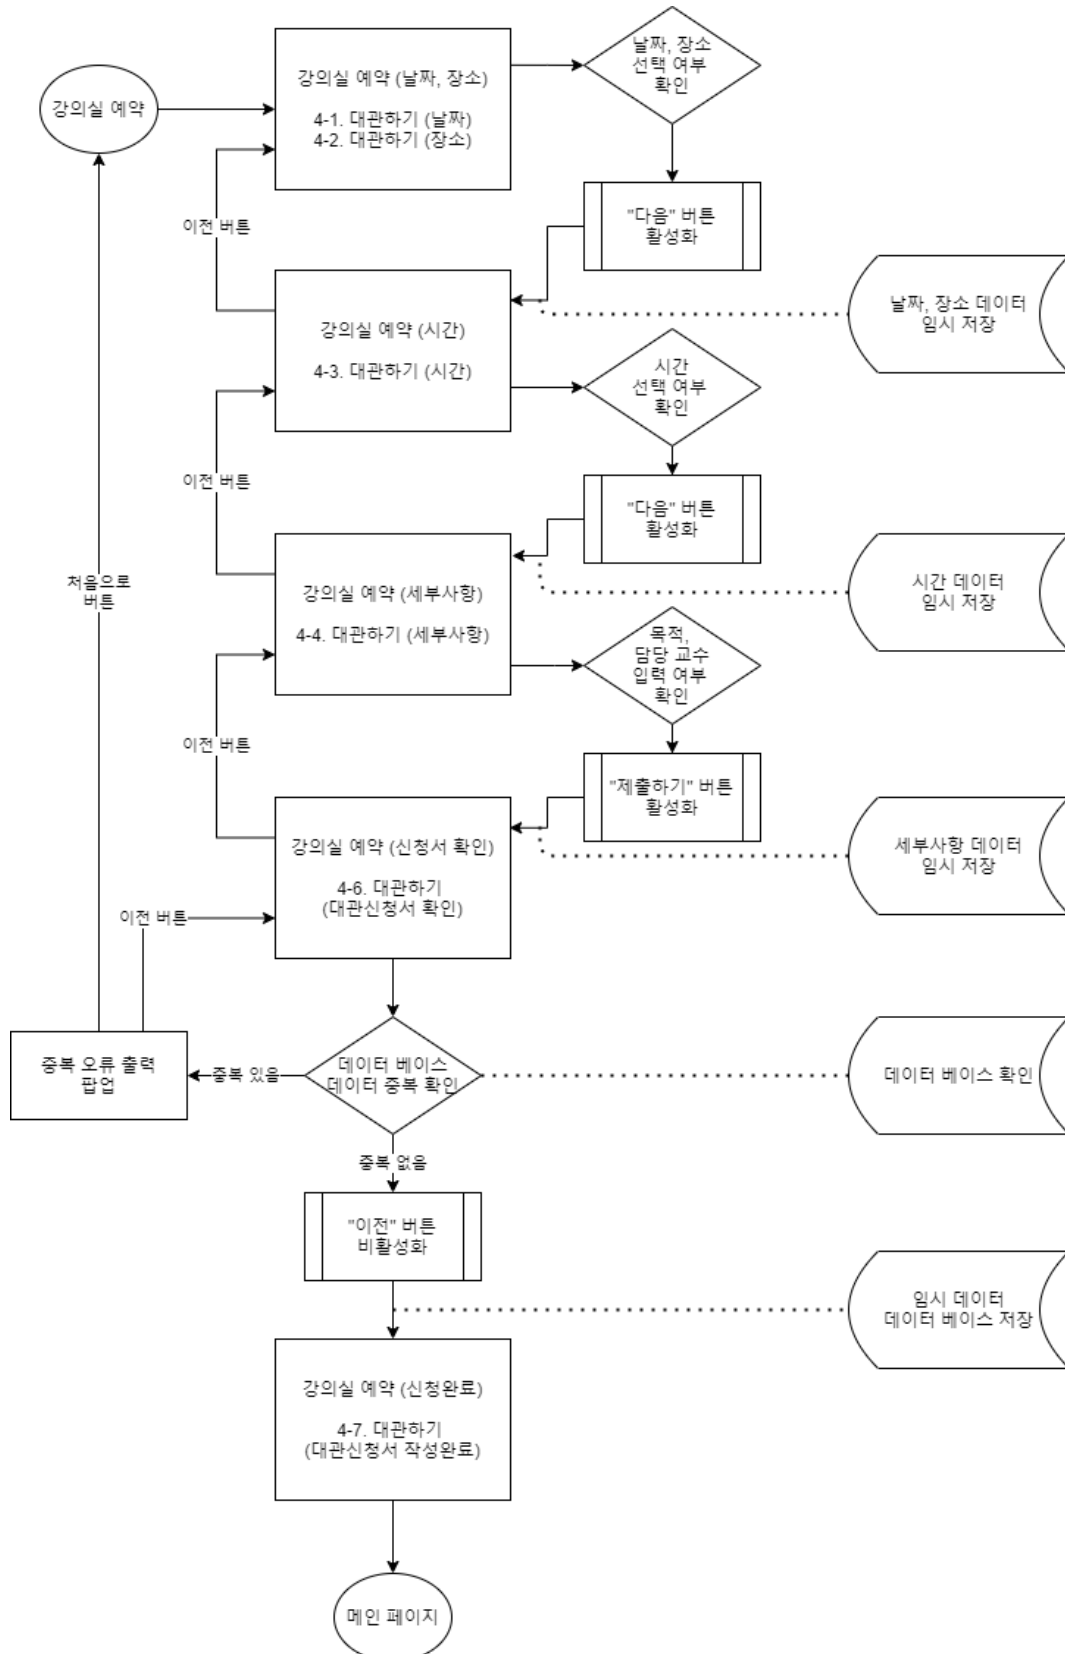 강의실 예약
강의실 예약 (날짜, 장소)
4-1. 대관하기 (날짜)
4-2. 대관하기 (장소)
날짜, 장소
선택 여부
확인
"다음" 버튼
활성화
이전 버튼
강의실 예약 (시간)
4-3. 대관하기 (시간)
날짜, 장소 데이터
임시 저장
시간
선택 여부
확인
"다음" 버튼
활성화
이전 버튼
강의실 예약 (세부사항)
4-4. 대관하기 (세부사항)
시간 데이터
임시 저장
처음으로
버튼
목적,
담당 교수
입력 여부
확인
"제출하기" 버튼
활성화
이전 버튼
강의실 예약 (신청서 확인)
4-6. 대관하기
(대관신청서 확인)
세부사항 데이터
임시 저장
이전 버튼
중복 오류 출력
팝업
중복 있음
데이터 베이스
데이터 중복 확인
데이터 베이스 확인
중복 없음
"이전" 버튼
비활성화
임시 데이터
데이터 베이스 저장
강의실 예약 (신청완료)
4-7. 대관하기
(대관신청서 작성완료)
메인 페이지